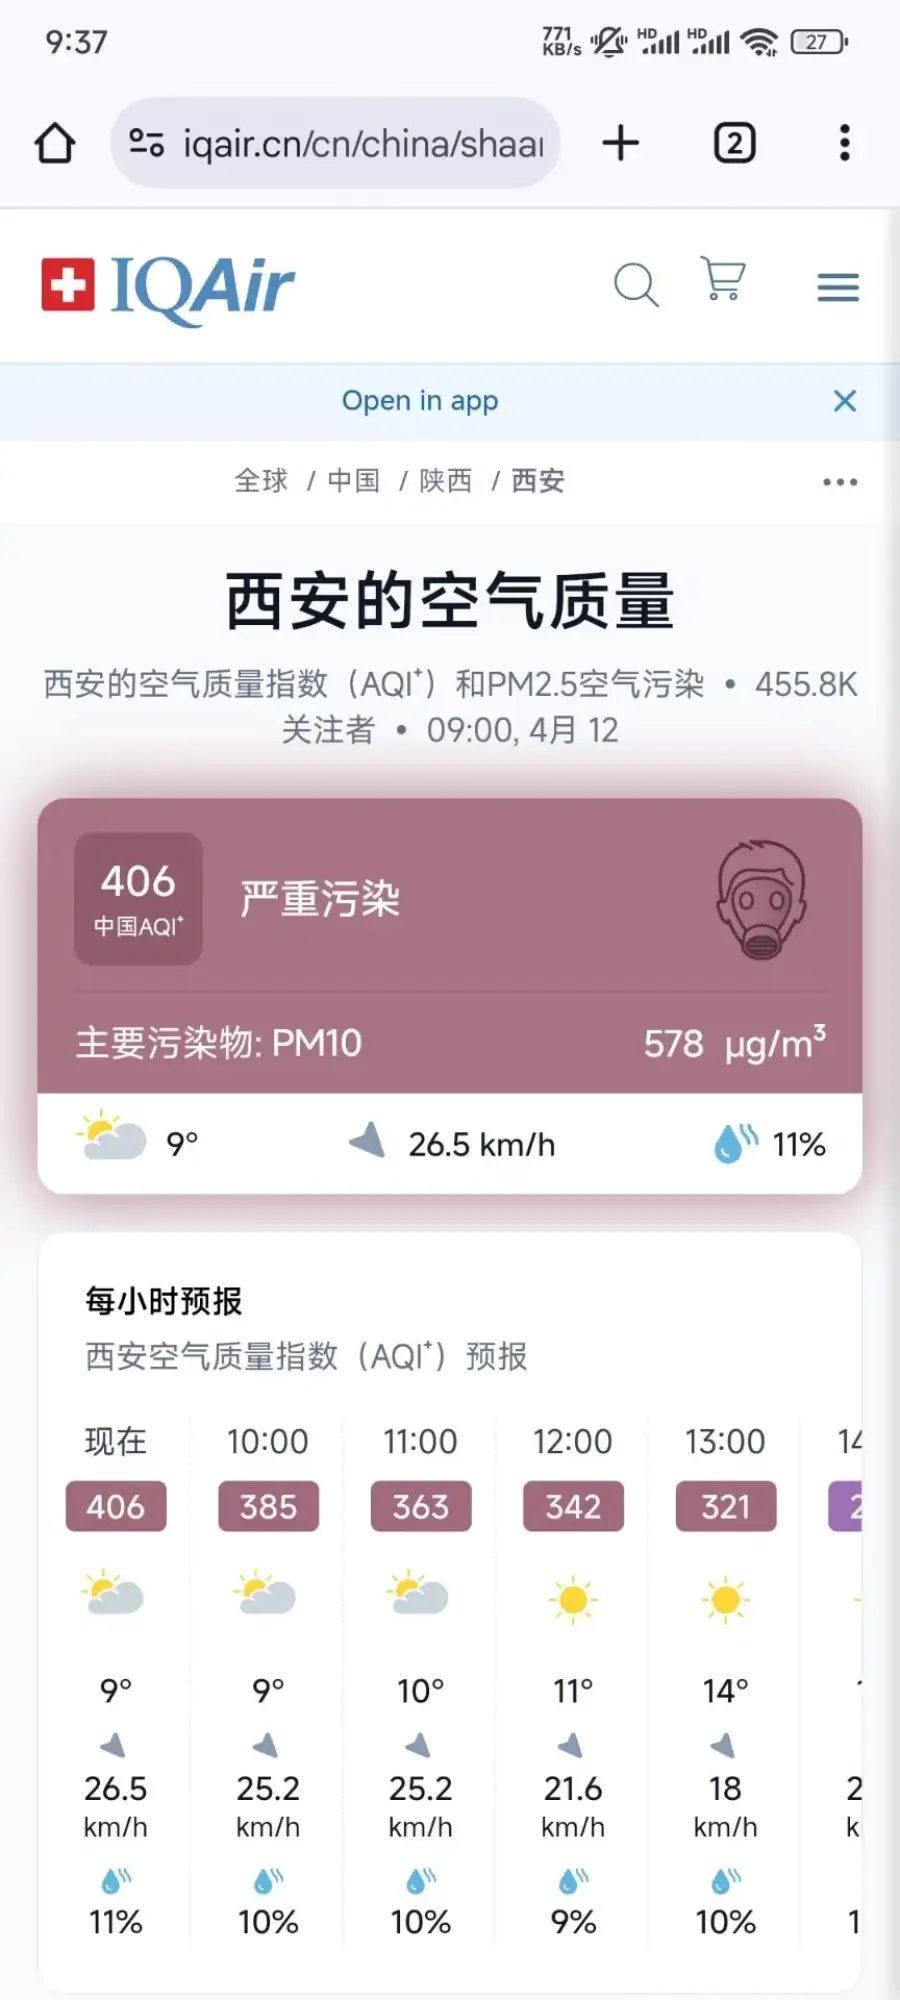 9:37
771 KB/s HD HD 27
iqair.cn/cn/china/shaan
2
IQAir
Open in app
全球 / 中国 / 陕西 / 西安
西安的空气质量
西安的空气质量指数（AQI⁺）和PM2.5空气污染 • 455.8K
关注者 • 09:00, 4月 12
406
中国AQI⁺
严重污染
主要污染物: PM10 578 µg/m³
9° 26.5 km/h 11%
每小时预报
西安空气质量指数（AQI⁺）预报
现在 10:00 11:00 12:00 13:00 14
406 385 363 342 321 2
9° 9° 10° 11° 14°
26.5 25.2 25.2 21.6 18 2
km/h km/h km/h km/h km/h k
11% 10% 10% 9% 10% 1